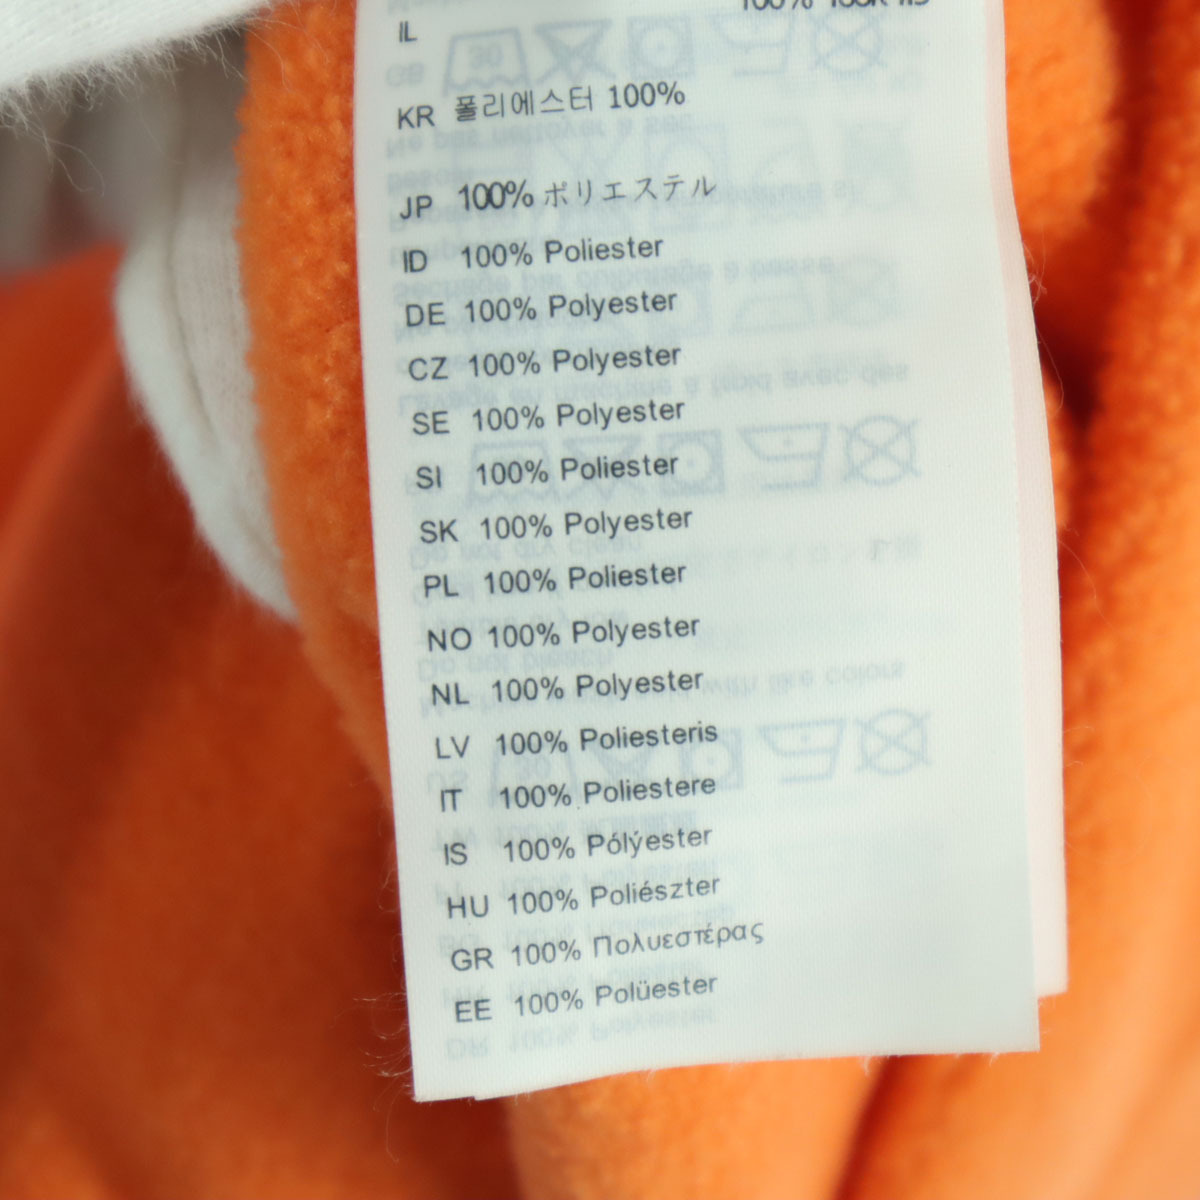 IL
KR 폴리에스터 100%
JP 100% ポリエステル
ID 100% Poliester
DE 100% Polyester
CZ 100% Polyester
SE 100% Polyester
SI 100% Poliester
SK 100% Polyester
PL 100% Poliester
NO 100% Polyester
NL 100% Polyester
LV 100% Poliesteris
IT 100% Poliestere
IS 100% Pólýester
HU 100% Poliészter
GR 100% Πολυεστέρας
EE 100% Polüester